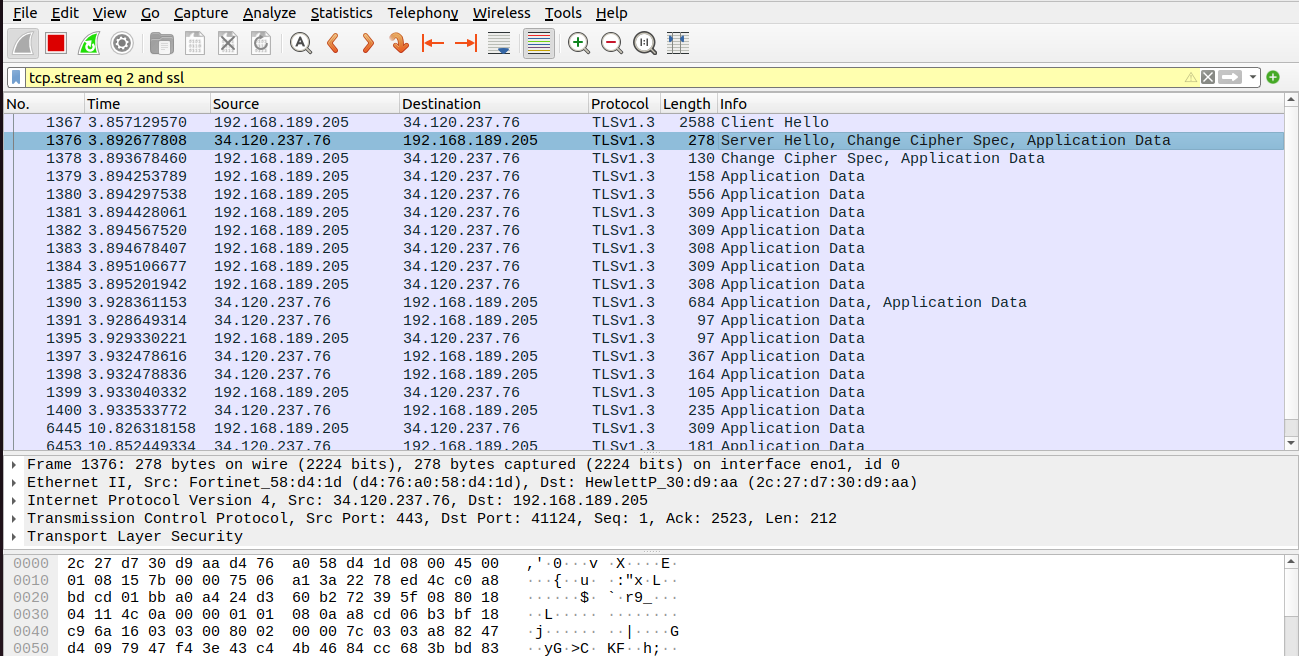 File Edit View Go Capture Analyze Statistics Telephony Wireless Tools Help
tcp.stream eq 2 and ssl
No. Time Source Destination Protocol Length Info
1367 3.857129570 192.168.189.205 34.120.237.76 TLSv1.3 2588 Client Hello
1376 3.892677808 34.120.237.76 192.168.189.205 TLSv1.3 278 Server Hello, Change Cipher Spec, Application Data
1378 3.893678460 192.168.189.205 34.120.237.76 TLSv1.3 130 Change Cipher Spec, Application Data
1379 3.894253789 192.168.189.205 34.120.237.76 TLSv1.3 158 Application Data
1380 3.894297538 192.168.189.205 34.120.237.76 TLSv1.3 556 Application Data
1381 3.894428061 192.168.189.205 34.120.237.76 TLSv1.3 309 Application Data
1382 3.894567520 192.168.189.205 34.120.237.76 TLSv1.3 309 Application Data
1383 3.894678407 192.168.189.205 34.120.237.76 TLSv1.3 308 Application Data
1384 3.895106677 192.168.189.205 34.120.237.76 TLSv1.3 309 Application Data
1385 3.895201942 192.168.189.205 34.120.237.76 TLSv1.3 308 Application Data
1390 3.928361153 34.120.237.76 192.168.189.205 TLSv1.3 684 Application Data, Application Data
1391 3.928649314 34.120.237.76 192.168.189.205 TLSv1.3 97 Application Data
1395 3.929330221 192.168.189.205 34.120.237.76 TLSv1.3 97 Application Data
1397 3.932478616 34.120.237.76 192.168.189.205 TLSv1.3 367 Application Data
1398 3.932478836 34.120.237.76 192.168.189.205 TLSv1.3 164 Application Data
1399 3.933040332 192.168.189.205 34.120.237.76 TLSv1.3 105 Application Data
1400 3.933533772 34.120.237.76 192.168.189.205 TLSv1.3 235 Application Data
6445 10.826318158 192.168.189.205 34.120.237.76 TLSv1.3 309 Application Data
6453 10.852449334 34.120.237.76 192.168.189.205 TLSv1.3 181 Application Data
Frame 1376: 278 bytes on wire (2224 bits), 278 bytes captured (2224 bits) on interface eno1, id 0
Ethernet II, Src: Fortinet_58:d4:1d (d4:76:a0:58:d4:1d), Dst: HewlettP_30:d9:aa (2c:27:d7:30:d9:aa)
Internet Protocol Version 4, Src: 34.120.237.76, Dst: 192.168.189.205
Transmission Control Protocol, Src Port: 443, Dst Port: 41124, Seq: 1, Ack: 2523, Len: 212
Transport Layer Security
0000 2c 27 d7 30 d9 aa d4 76 a0 58 d4 1d 08 00 45 00 ,'·0···v ·X····E·
0010 01 08 15 7b 00 00 75 06 a1 3a 22 78 ed 4c c0 a8 ···{··u· ·:"x·L··
0020 bd cd 01 bb a0 a4 24 d3 60 b2 72 39 5f 08 80 18 ······$· `·r9_···
0030 04 11 4c 0a 00 00 01 01 08 0a a8 cd 06 b3 bf 18 ··L····· ········
0040 c9 6a 16 03 03 00 80 02 00 00 7c 03 03 a8 82 47 ·j······ ··|····G
0050 d4 09 79 47 f4 3e 43 c4 4b 46 84 cc 68 3b bd 83 ··yG·>C· KF··h;··